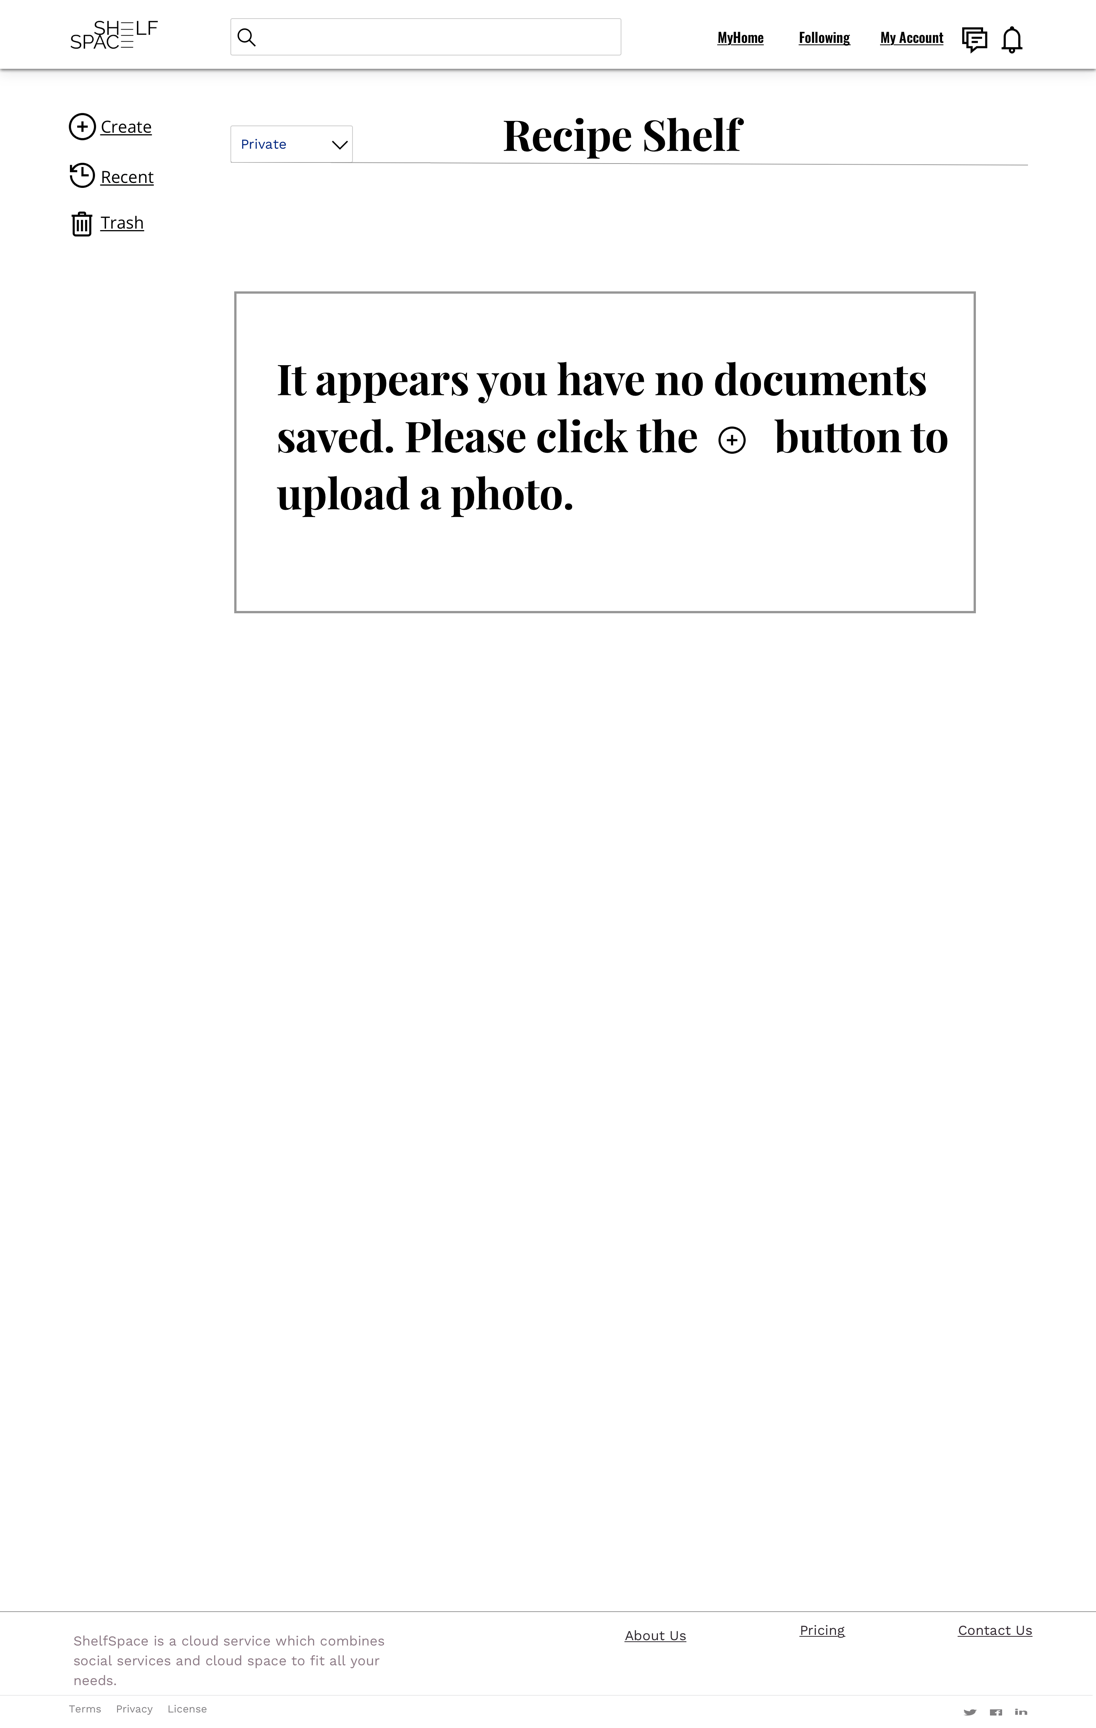 SHELF
SPACE
MyHome Following My Account
Create
Recent
Trash
Private
Recipe Shelf
It appears you have no documents
saved. Please click the button to
upload a photo.
ShelfSpace is a cloud service which combines
social services and cloud space to fit all your
needs.
About Us Pricing Contact Us
Terms Privacy License